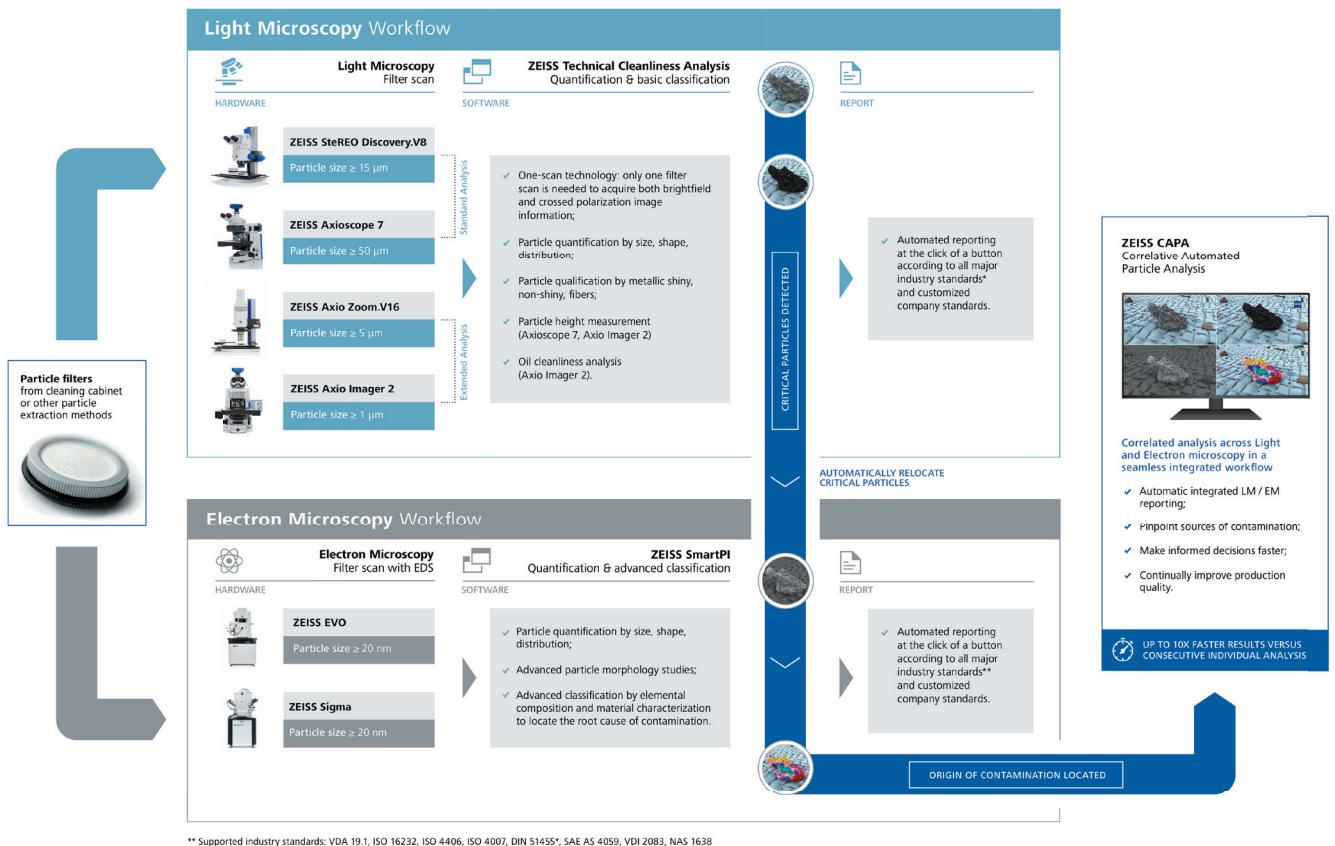 Light Microscopy Workflow
Light Microscopy
Filter scan
HARDWARE
ZEISS Technical Cleanliness Analysis
Quantification & basic classification
SOFTWARE
REPORT
ZEISS SteREO Discovery.V8
Particle size ≥ 15 µm
ZEISS Axioscope 7
Particle size ≥ 50 µm
Standard Analysis
ZEISS Axio Zoom.V16
Particle size ≥ 5 µm
ZEISS Axio Imager 2
Particle size ≥ 1 µm
Extended Analysis
✓ One-scan technology: only one filter
scan is needed to acquire both brightfield
and crossed polarization image
information;
✓ Particle quantification by size, shape,
distribution;
✓ Particle qualification by metallic shiny,
non-shiny, fibers;
✓ Particle height measurement
(Axioscope 7, Axio Imager 2)
✓ Oil cleanliness analysis
(Axio Imager 2).
CRITICAL PARTICLES DETECTED
✓ Automated reporting
at the click of a button
according to all major
industry standards*
and customized
company standards.
Particle filters
from cleaning cabinet
or other particle
extraction methods
AUTOMATICALLY RELOCATE
CRITICAL PARTICLES
Electron Microscopy Workflow
Electron Microscopy
Filter scan with EDS
HARDWARE
ZEISS SmartPI
Quantification & advanced classification
SOFTWARE
REPORT
ZEISS EVO
Particle size ≥ 20 nm
ZEISS Sigma
Particle size ≥ 20 nm
✓ Particle quantification by size, shape,
distribution;
✓ Advanced particle morphology studies;
✓ Advanced classification by elemental
composition and material characterization
to locate the root cause of contamination.
✓ Automated reporting
at the click of a button
according to all major
industry standards**
and customized
company standards.
ORIGIN OF CONTAMINATION LOCATED
ZEISS CAPA
Correlative Automated
Particle Analysis
Correlated analysis across Light
and Electron microscopy in a
seamless integrated workflow
✓ Automatic integrated LM / EM
reporting;
✓ Pinpoint sources of contamination;
✓ Make informed decisions faster;
✓ Continually improve production
quality.
UP TO 10X FASTER RESULTS VERSUS
CONSECUTIVE INDIVIDUAL ANALYSIS
** Supported industry standards: VDA 19.1, ISO 16232, ISO 4406, ISO 4007, DIN 51455*, SAE AS 4059, VDI 2083, NAS 1638